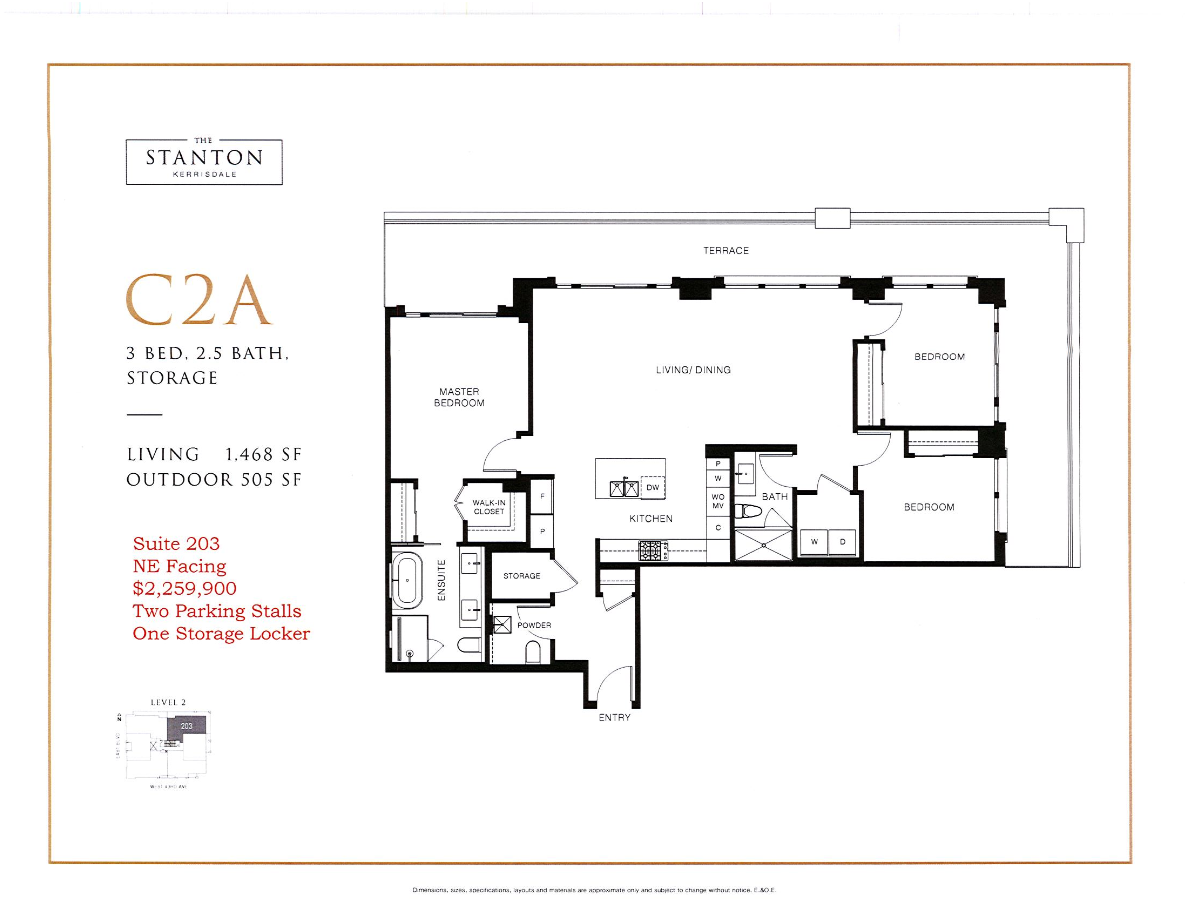 THE
STANTON
KERRISDALE
C2A
3 BED, 2.5 BATH,
STORAGE
LIVING 1,468 SF
OUTDOOR 505 SF
Suite 203
NE Facing
$2,259,900
Two Parking Stalls
One Storage Locker
LEVEL 2
203
TERRACE
LIVING/ DINING
BEDROOM
MASTER
BEDROOM
BEDROOM
WALK-IN
CLOSET
F
P
DW
KITCHEN
P
W
WO
MV
C
BATH
W D
ENSUITE
STORAGE
POWDER
ENTRY
Dimensions, sizes, specifications, layouts and materials are approximate only and subject to change without notice. E.&O.E.